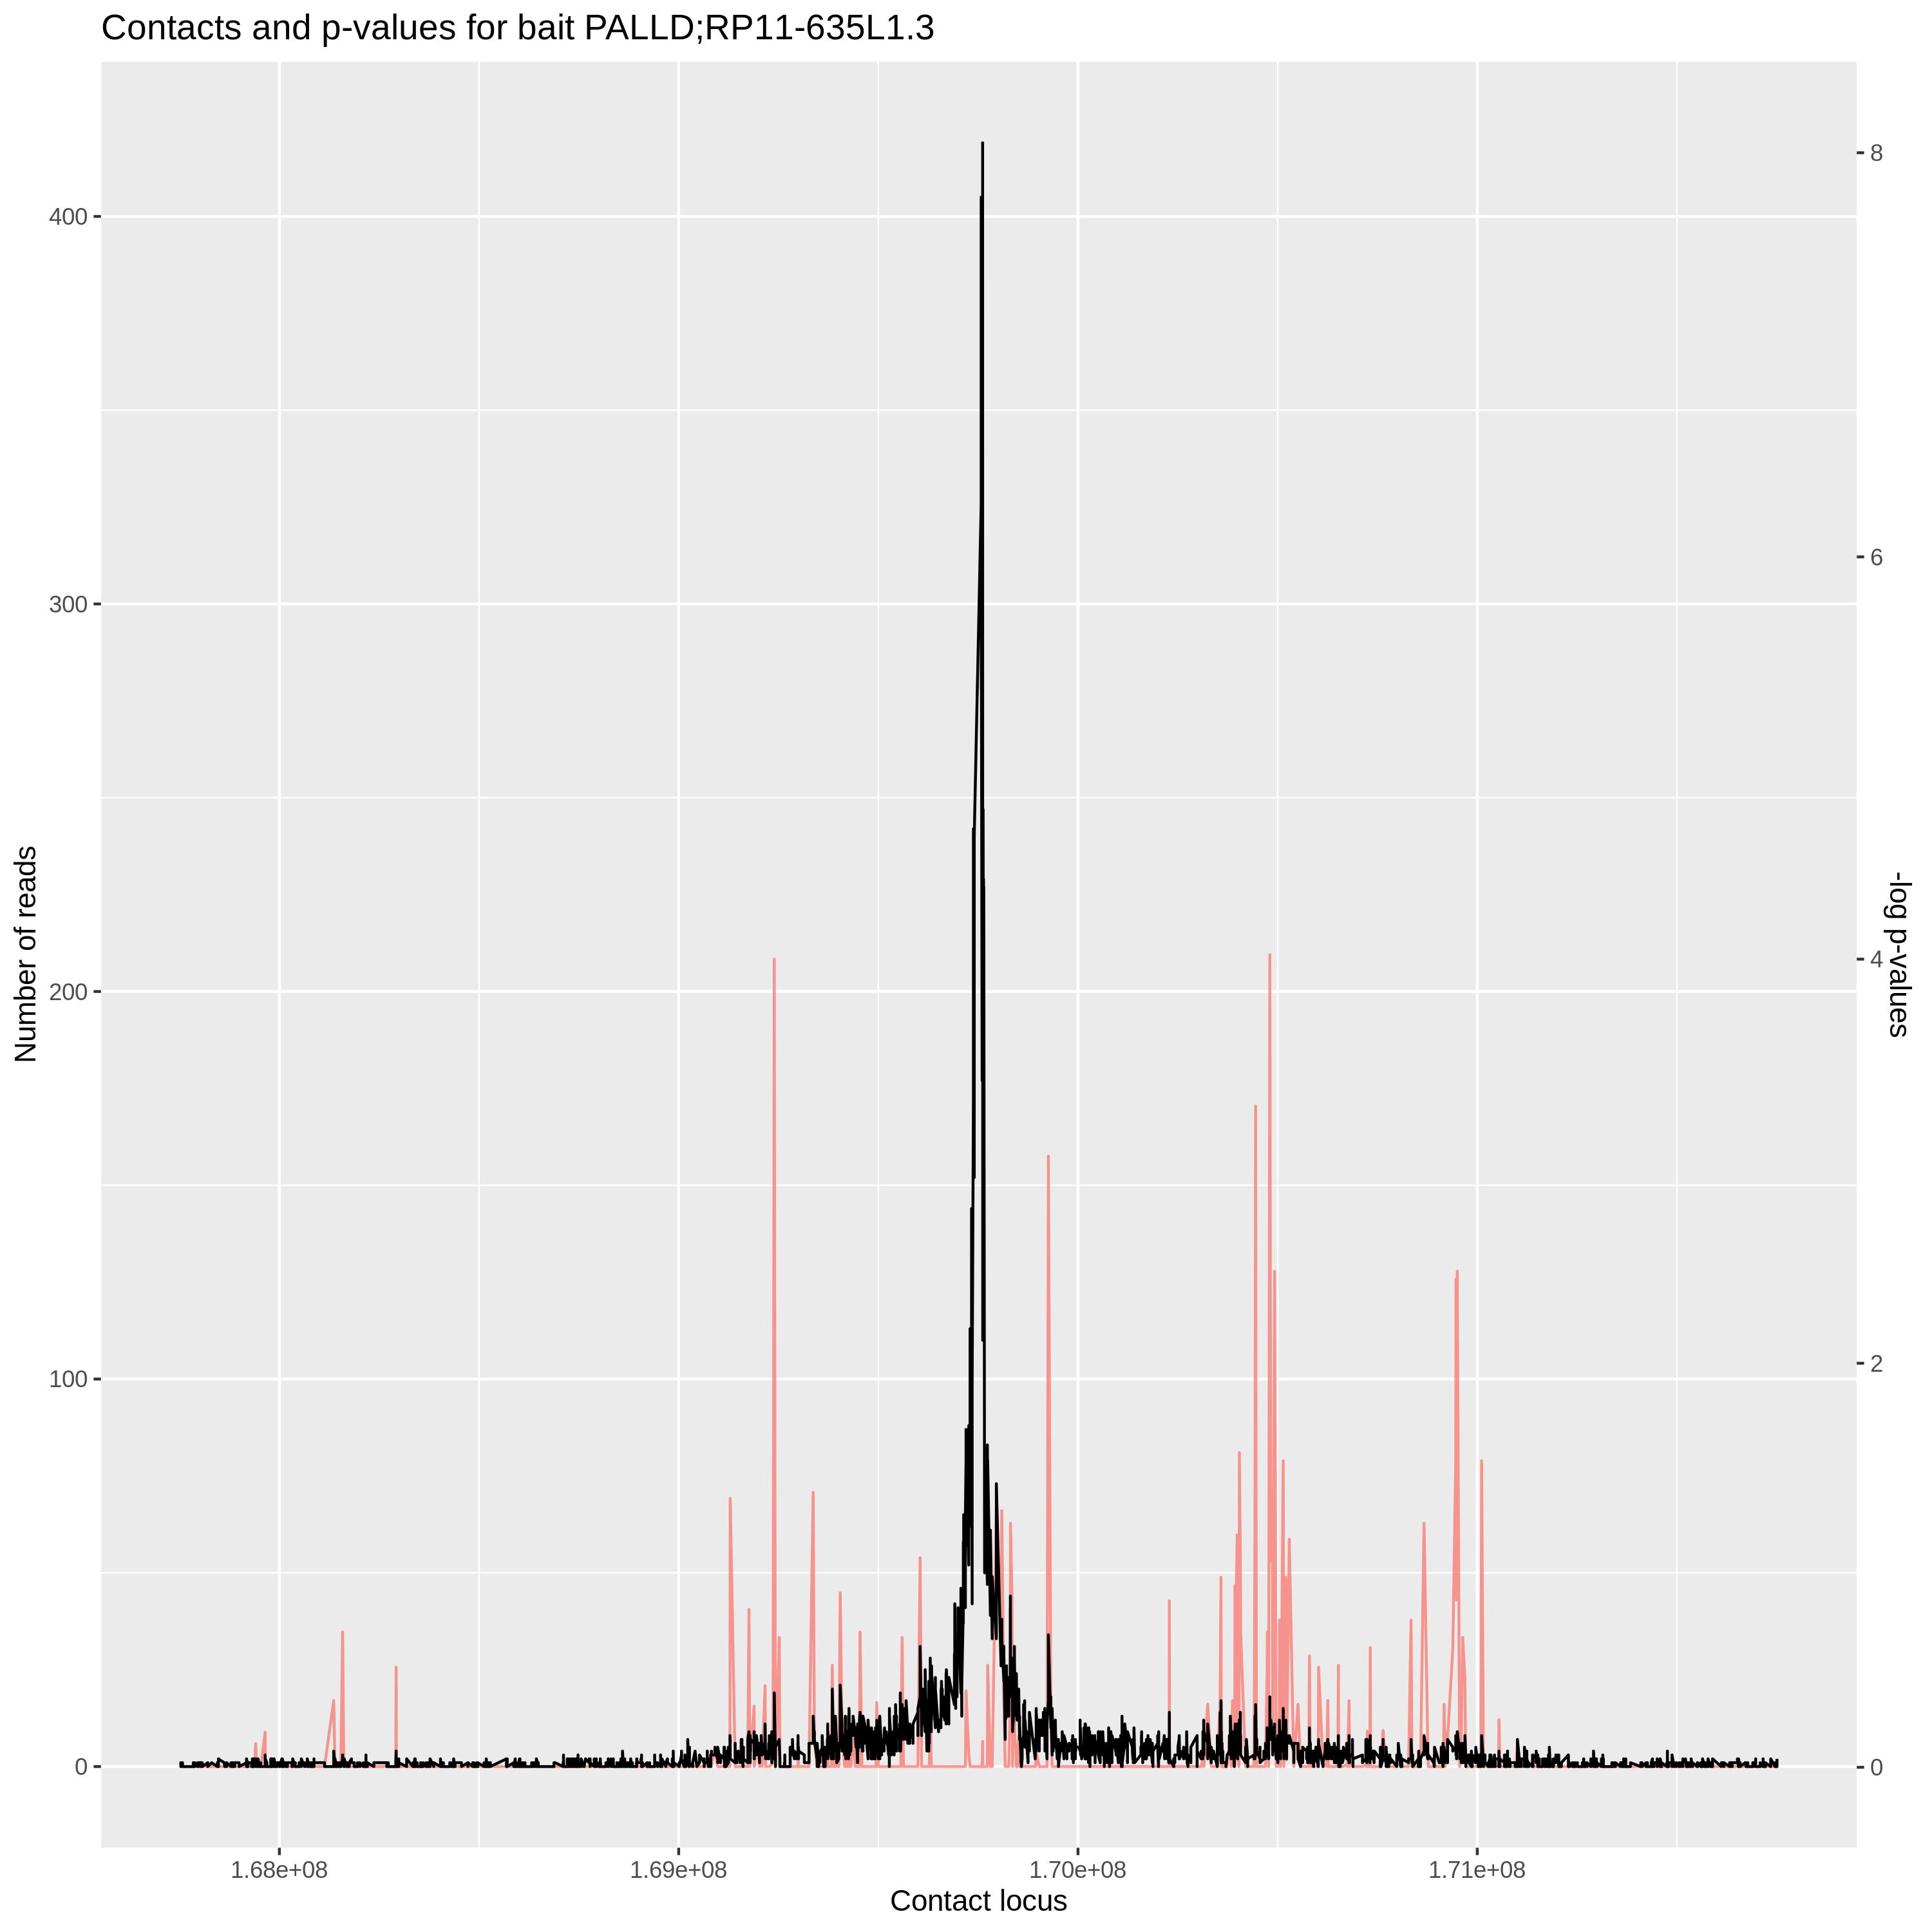 Contacts and p-values for bait PALLD;RP11-635L1.3
400
300
200
100
0
Number of reads
8
6
4
2
0
-log p-values
1.68e+08 1.69e+08 1.70e+08 1.71e+08
Contact locus